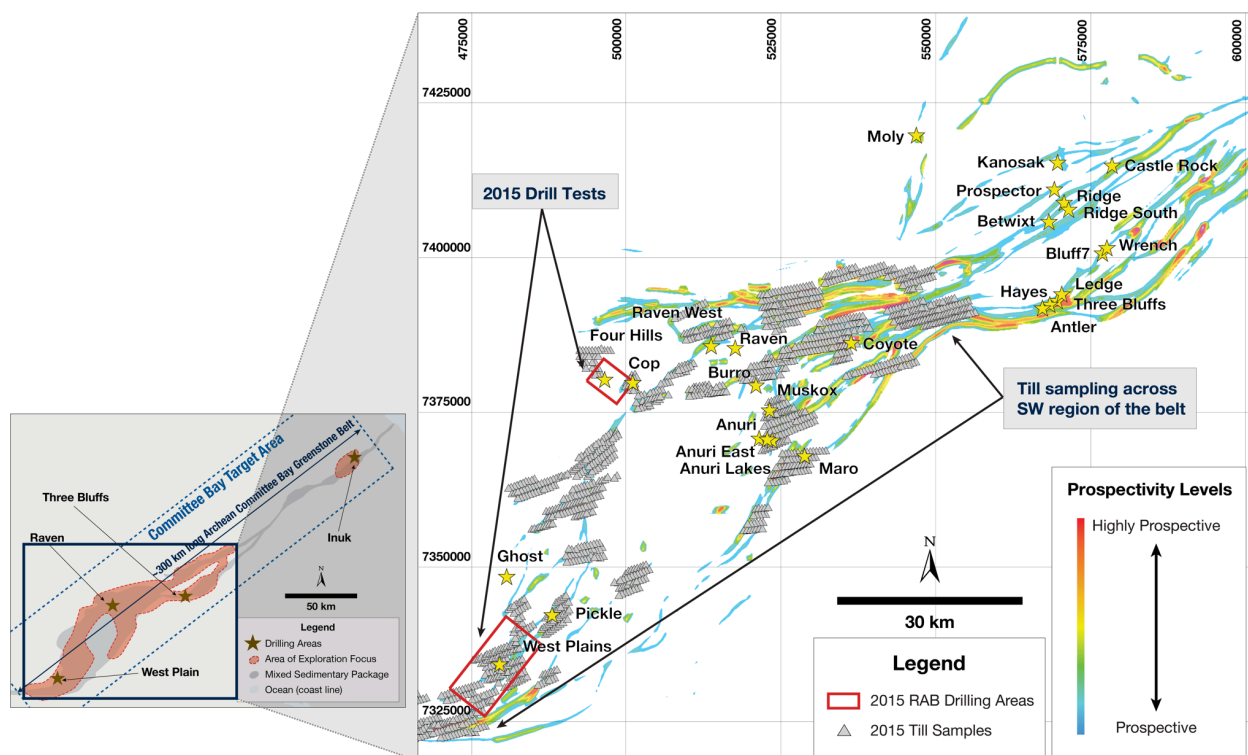 475000
500000
525000
550000
575000
600000
7425000
7400000
7375000
7350000
7325000
2015 Drill Tests
Moly
Kanosak
Castle Rock
Prospector
Ridge
Ridge South
Betwixt
Wrench
Bluff7
Hayes
Ledge
Three Bluffs
Antler
Raven West
Four Hills
Raven
Cop
Coyote
Burro
Muskox
Anuri
Anuri East
Anuri Lakes
Maro
Ghost
Pickle
West Plains
Till sampling across
SW region of the belt
N
30 km
Legend
2015 RAB Drilling Areas
2015 Till Samples
Prospectivity Levels
Highly Prospective
Prospective
Committee Bay Target Area
~300 km long Archean Committee Bay Greenstone Belt
Three Bluffs
Raven
Inuk
West Plain
N
50 km
Legend
Drilling Areas
Area of Exploration Focus
Mixed Sedimentary Package
Ocean (coast line)